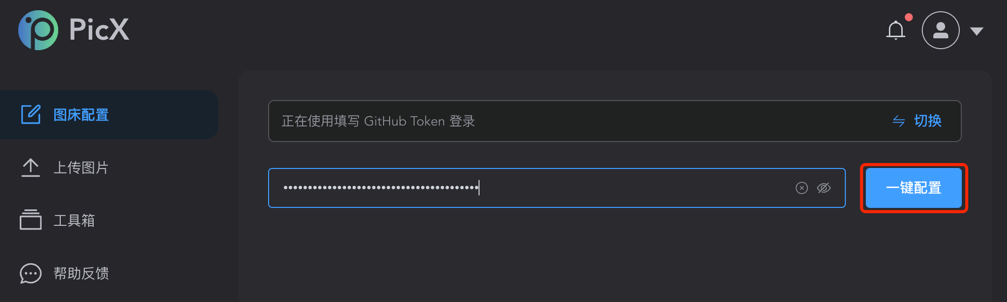 PicX
图床配置
上传图片
工具箱
帮助反馈
正在使用填写 GitHub Token 登录
切换
一键配置